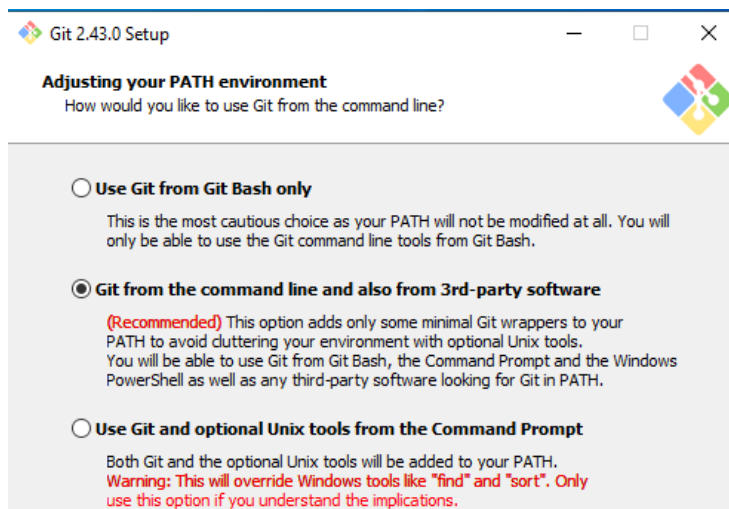 Git 2.43.0 Setup
Adjusting your PATH environment
How would you like to use Git from the command line?
Use Git from Git Bash only
This is the most cautious choice as your PATH will not be modified at all. You will
only be able to use the Git command line tools from Git Bash.
Git from the command line and also from 3rd-party software
(Recommended) This option adds only some minimal Git wrappers to your
PATH to avoid cluttering your environment with optional Unix tools.
You will be able to use Git from Git Bash, the Command Prompt and the Windows
PowerShell as well as any third-party software looking for Git in PATH.
Use Git and optional Unix tools from the Command Prompt
Both Git and the optional Unix tools will be added to your PATH.
Warning: This will override Windows tools like "find" and "sort". Only
use this option if you understand the implications.